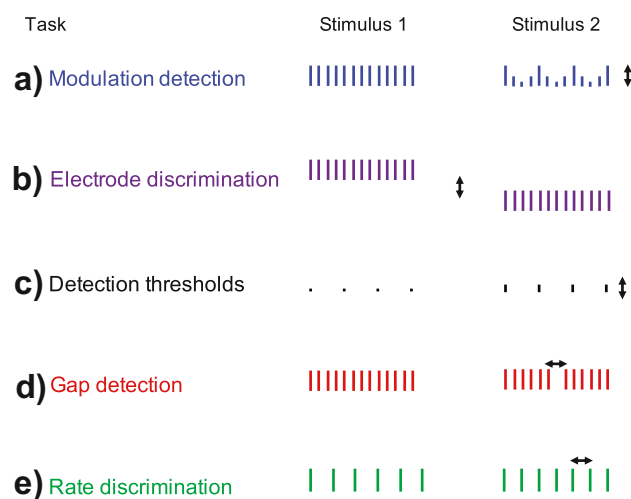 Task Stimulus 1 Stimulus 2
a) Modulation detection
b) Electrode discrimination
c) Detection thresholds
d) Gap detection
e) Rate discrimination